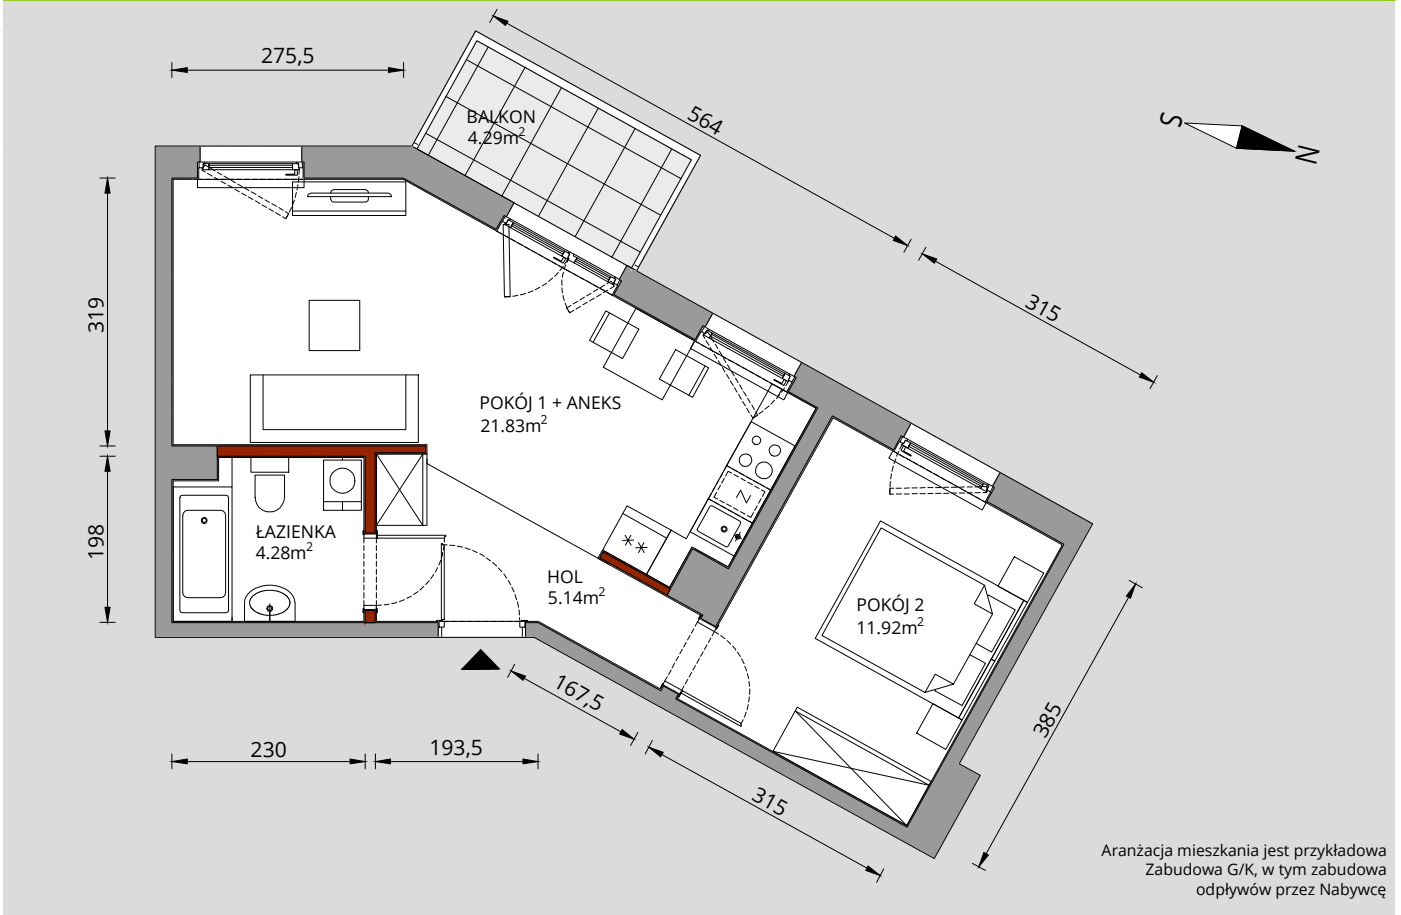 275,5
564
BALKON
4.29m²
S
N
315
319
POKÓJ 1 + ANEKS
21.83m²
Z
**
198
ŁAZIENKA
4.28m²
HOL
5.14m²
POKÓJ 2
11.92m²
167,5
385
230
193,5
315
Aranżacja mieszkania jest przykładowa
Zabudowa G/K, w tym zabudowa
odpływów przez Nabywcę